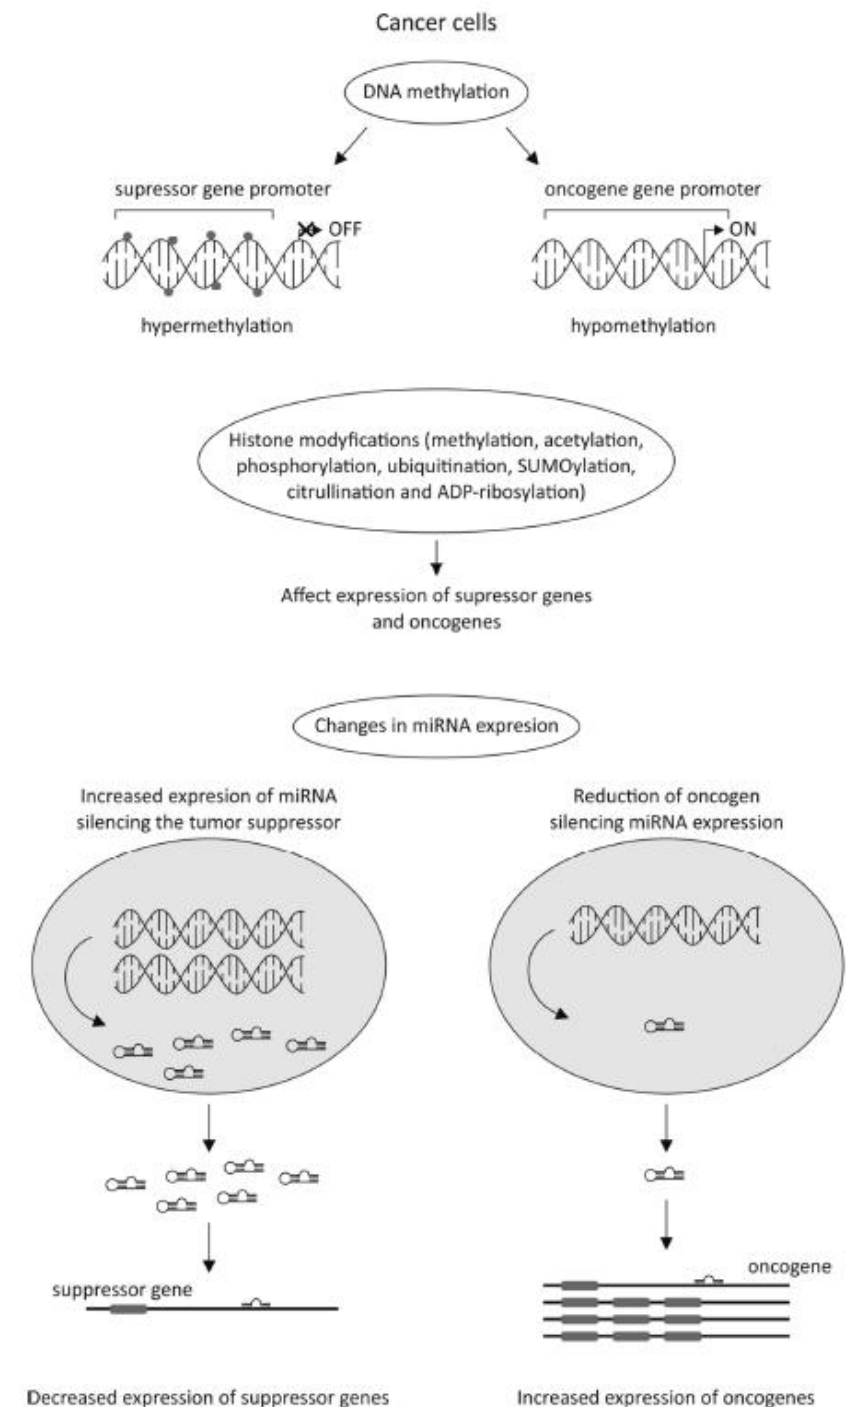 Cancer cells
DNA methylation
supressor gene promoter
oncogene gene promoter
OFF
ON
hypermethylation
hypomethylation
Histone modyfications (methylation, acetylation,
phosphorylation, ubiquitination, SUMOylation,
citrullination and ADP-ribosylation)
Affect expression of supressor genes
and oncogenes
Changes in miRNA expresion
Increased expresion of miRNA
silencing the tumor suppressor
Reduction of oncogen
silencing miRNA expression
suppressor gene
oncogene
Decreased expression of suppressor genes
Increased expression of oncogenes